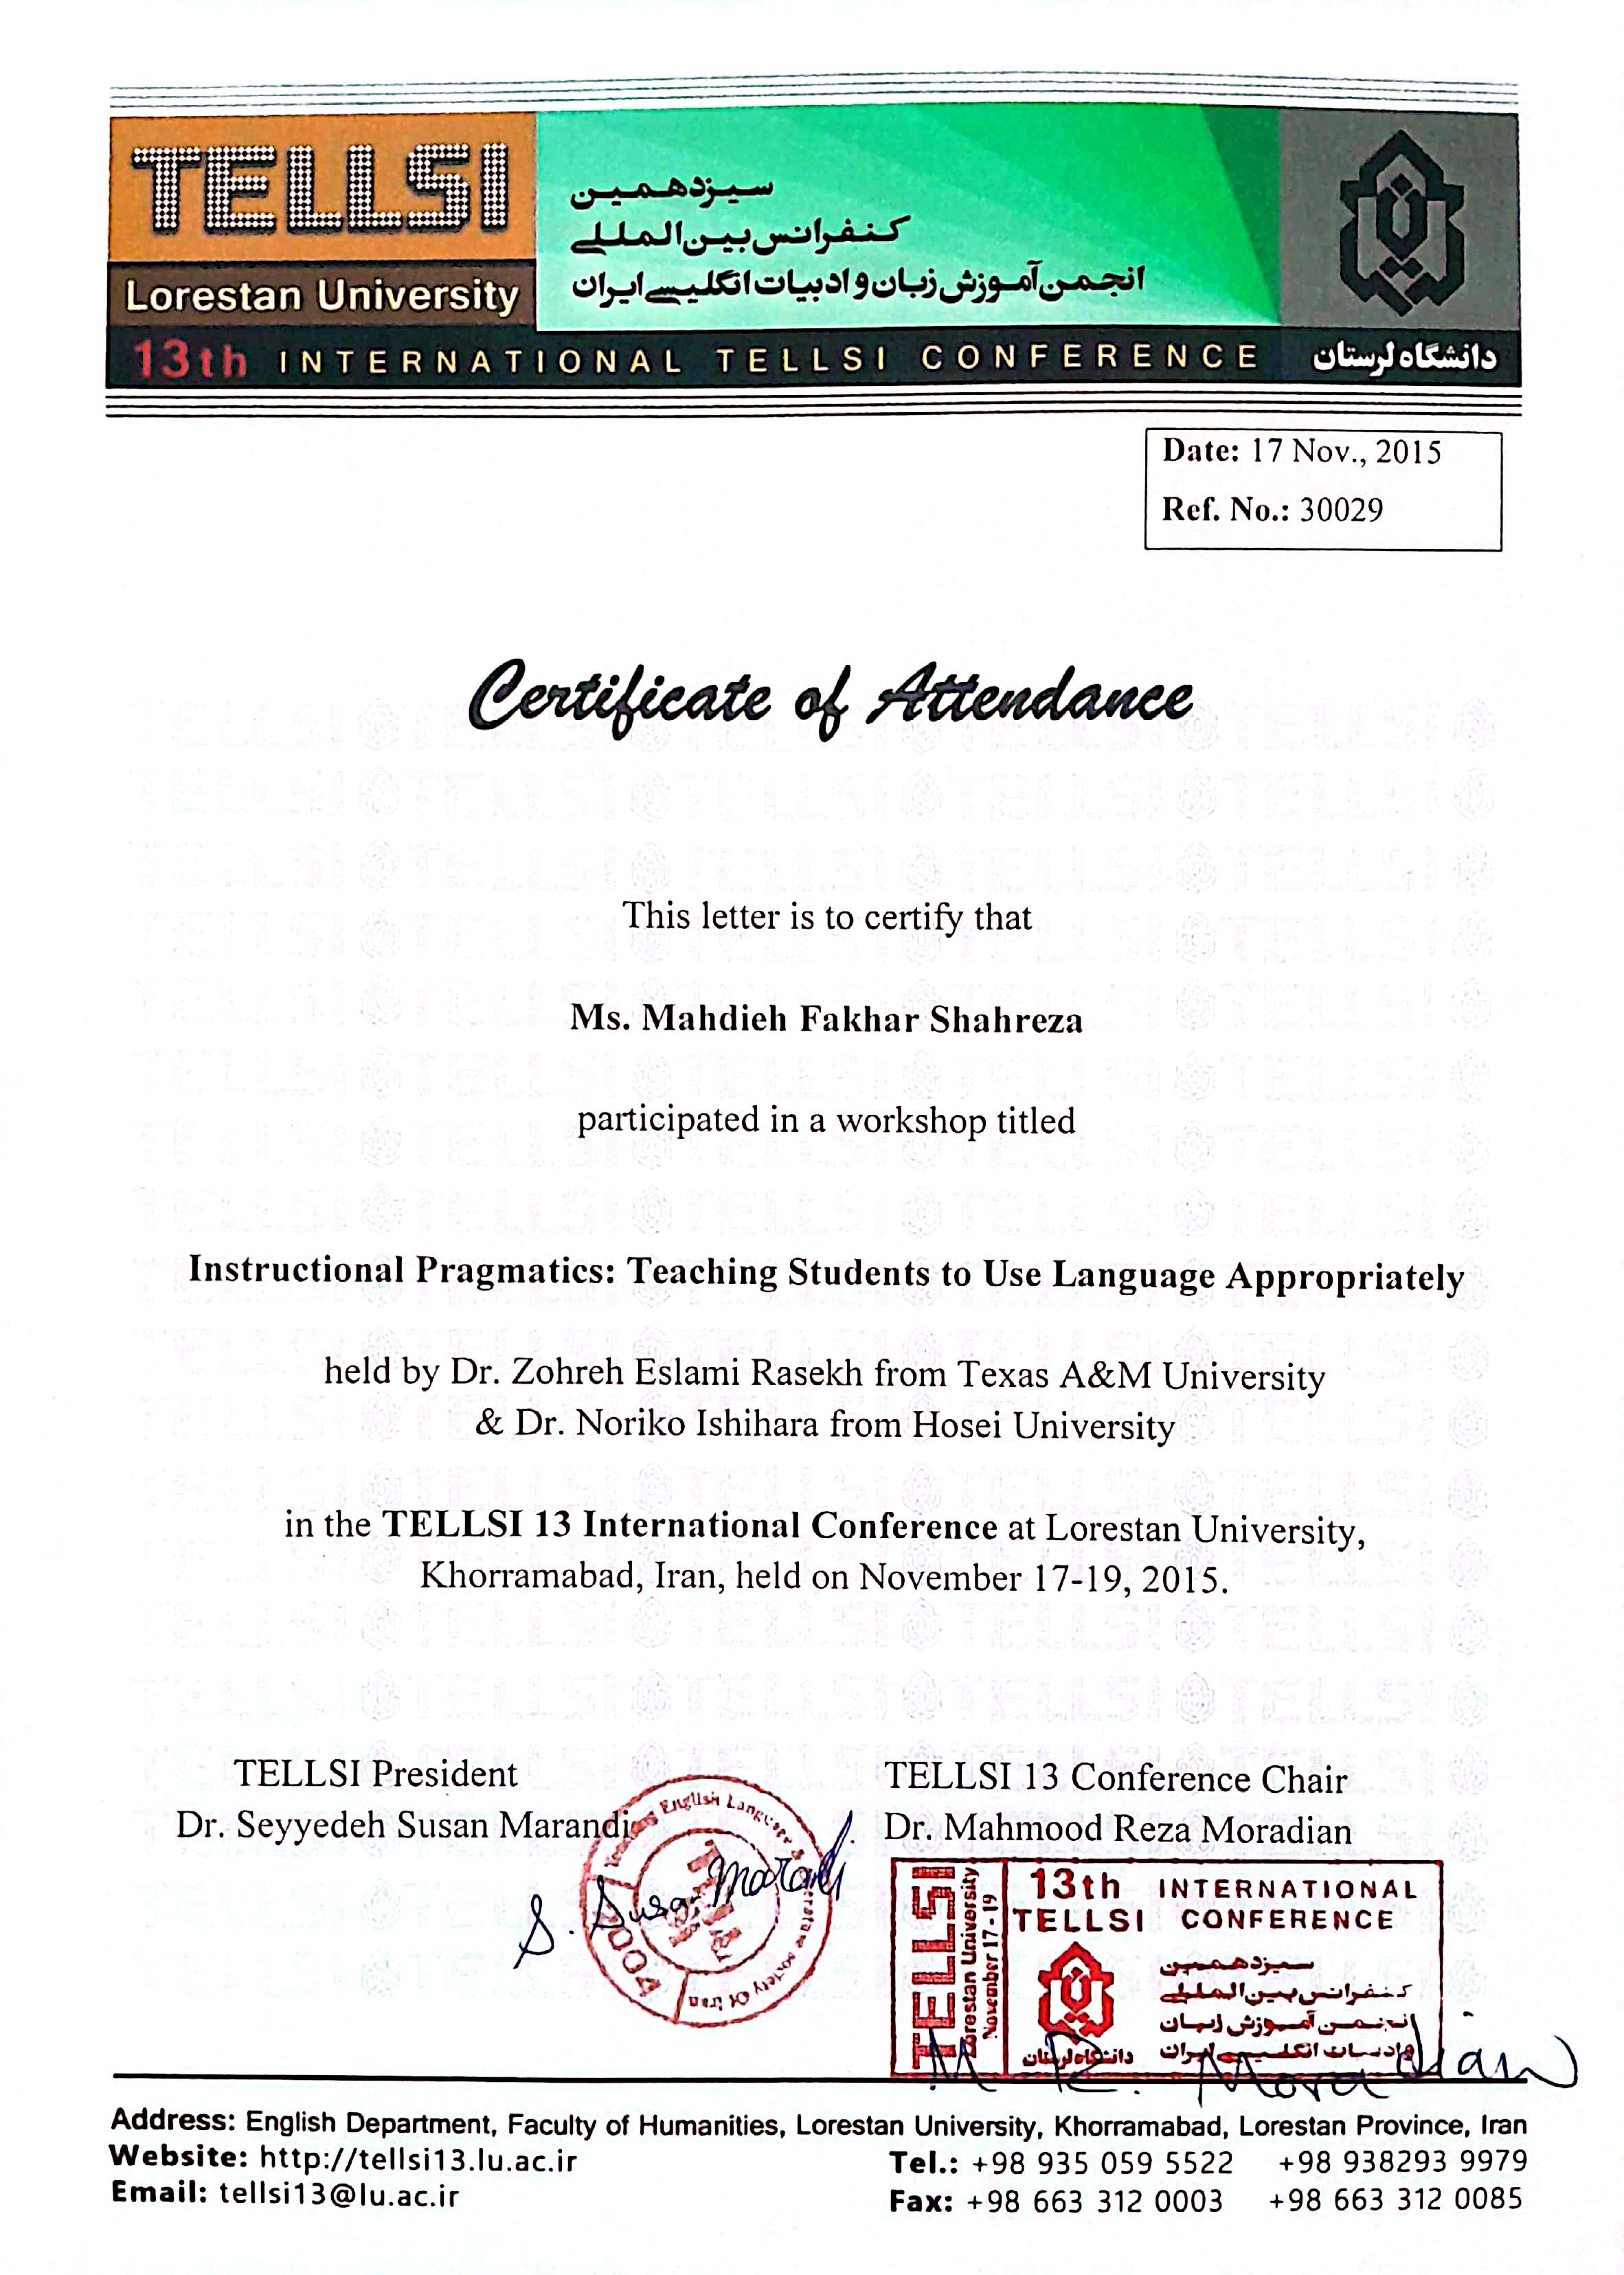 TELLSI
Lorestan University
سیزدهمین
کنفرانس بین‌المللی
انجمن آموزش زبان و ادبیات انگلیسی ایران
13th INTERNATIONAL TELLSI CONFERENCE
دانشگاه لرستان
Date: 17 Nov., 2015
Ref. No.: 30029
Certificate of Attendance
This letter is to certify that
Ms. Mahdieh Fakhar Shahreza
participated in a workshop titled
Instructional Pragmatics: Teaching Students to Use Language Appropriately
held by Dr. Zohreh Eslami Rasekh from Texas A&M University
& Dr. Noriko Ishihara from Hosei University
in the TELLSI 13 International Conference at Lorestan University,
Khorramabad, Iran, held on November 17-19, 2015.
TELLSI President
Dr. Seyyedeh Susan Marandi
English Language &
society Of Iran
2004
S. Susan Marandi
TELLSI 13 Conference Chair
Dr. Mahmood Reza Moradian
TELLSI
Lorestan University
November 17-19
13th INTERNATIONAL
TELLSI CONFERENCE
سیزدهمین
کنفرانس بین‌المللی
انجمن آموزش زبان
و ادبیات انگلیسی ایران
دانشگاه لرستان
M. R. Moradian
Address: English Department, Faculty of Humanities, Lorestan University, Khorramabad, Lorestan Province, Iran
Website: http://tellsi13.lu.ac.ir
Tel.: +98 935 059 5522 +98 938293 9979
Email: tellsi13@lu.ac.ir
Fax: +98 663 312 0003 +98 663 312 0085